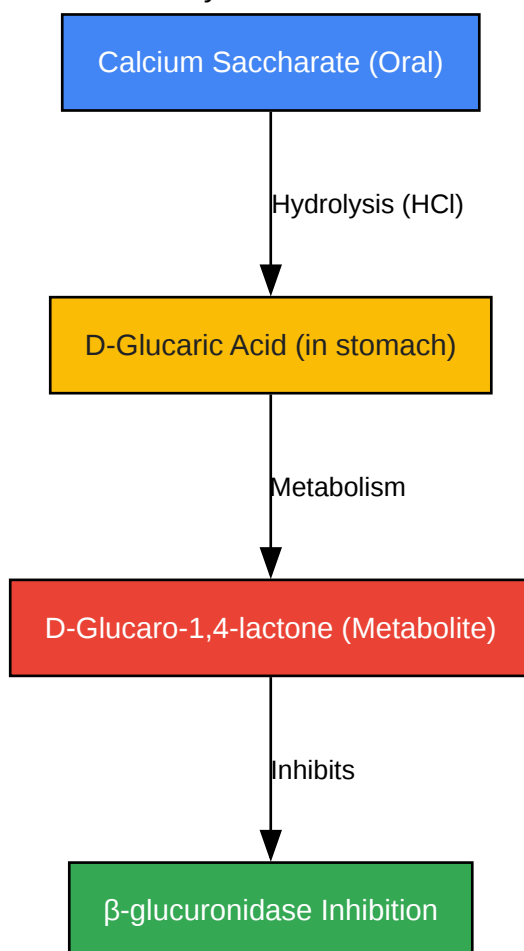 Calcium Saccharate (Oral)
Hydrolysis (HCl)
D-Glucaric Acid (in stomach)
Metabolism
D-Glucaro-1,4-lactone (Metabolite)
Inhibits
β-glucuronidase Inhibition